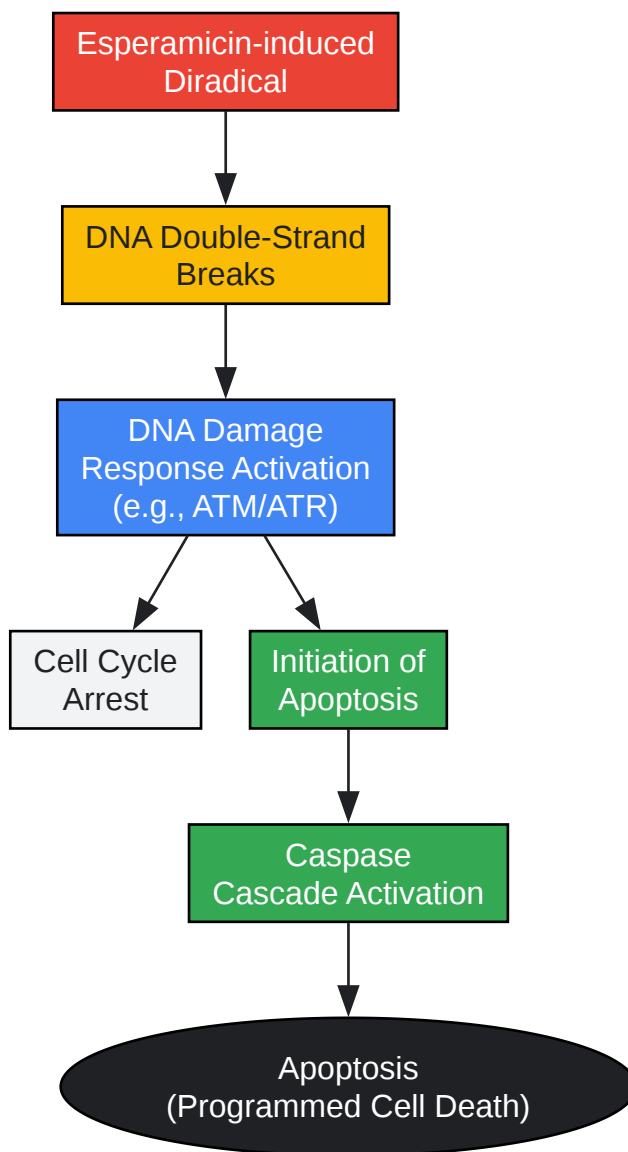 Esperamicin-induced
Diradical
DNA Double-Strand
Breaks
DNA Damage
Response Activation
(e.g., ATM/ATR)
Cell Cycle
Arrest
Initiation of
Apoptosis
Caspase
Cascade Activation
Apoptosis
(Programmed Cell Death)